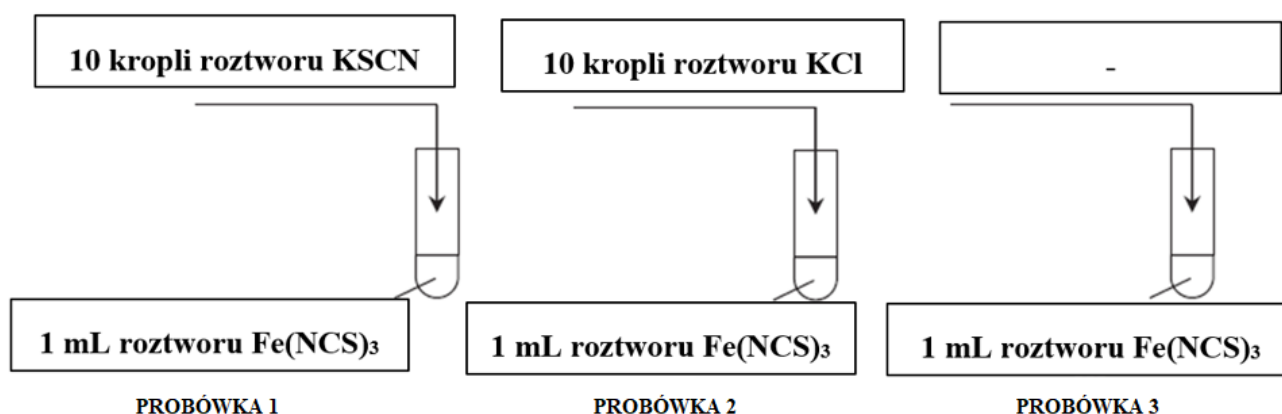 10 kropli roztworu KSCN
10 kropli roztworu KCl
-
1 mL roztworu Fe(NCS)₃
1 mL roztworu Fe(NCS)₃
1 mL roztworu Fe(NCS)₃
PROBÓWKA 1
PROBÓWKA 2
PROBÓWKA 3